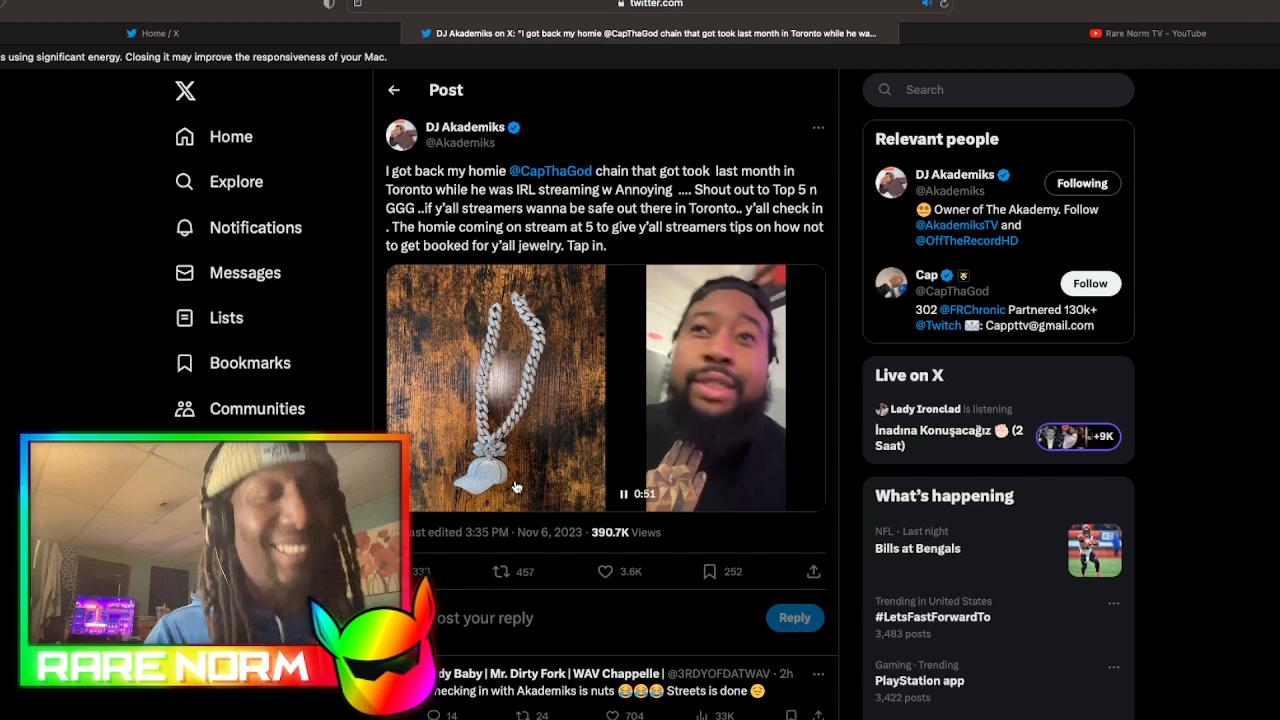 twitter.com
Home / X
DJ Akademiks on X: "I got back my homie @CapThaGod chain that got took last month in Toronto while he wa...
Rare Norm TV - YouTube
s using significant energy. Closing it may improve the responsiveness of your Mac.
Home
Explore
Notifications
Messages
Lists
Bookmarks
Communities
Post
DJ Akademiks
@Akademiks
I got back my homie @CapThaGod chain that got took last month in
Toronto while he was IRL streaming w Annoying .... Shout out to Top 5 n
GGG ..if y'all streamers wanna be safe out there in Toronto.. y'all check in
. The homie coming on stream at 5 to give y'all streamers tips on how not
to get booked for y'all jewelry. Tap in.
0:51
ast edited 3:35 PM · Nov 6, 2023 · 390.7K Views
457
3.6K
252
ost your reply
Reply
dy Baby | Mr. Dirty Fork | WAV Chappelle | @3RDYOFDATWAV · 2h
hecking in with Akademiks is nuts 😂😂😂 Streets is done 😌
14
24
704
33K
Search
Relevant people
DJ Akademiks
@Akademiks
Following
😁 Owner of The Akademy. Follow
@AkademiksTV and
@OffTheRecordHD
Cap
@CapThaGod
Follow
302 @FRChronic Partnered 130k+
@Twitch ✉️: Cappttv@gmail.com
Live on X
Lady Ironclad is listening
İnadına Konuşacağız ✊🏻 (2
Saat)
+9K
What's happening
NFL · Last night
Bills at Bengals
Trending in United States
#LetsFastForwardTo
3,483 posts
Gaming · Trending
PlayStation app
3,422 posts
RARE NORM